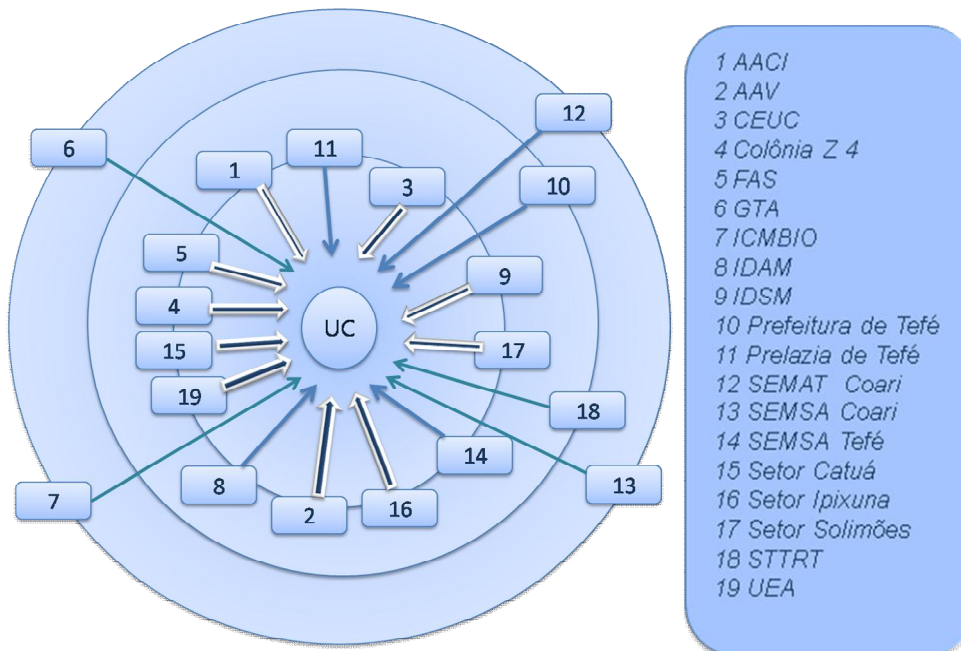 12
6
11
1
3
10
5
9
4
UC
15
17
19
18
14
8
13
7
2
16
1 AACI
2 AAV
3 CEUC
4 Colônia Z 4
5 FAS
6 GTA
7 ICMBIO
8 IDAM
9 IDSM
10 Prefeitura de Tefé
11 Prelazia de Tefé
12 SEMAT Coari
13 SEMSA Coari
14 SEMSA Tefé
15 Setor Catuá
16 Setor Ipixuna
17 Setor Solimões
18 STTRT
19 UEA